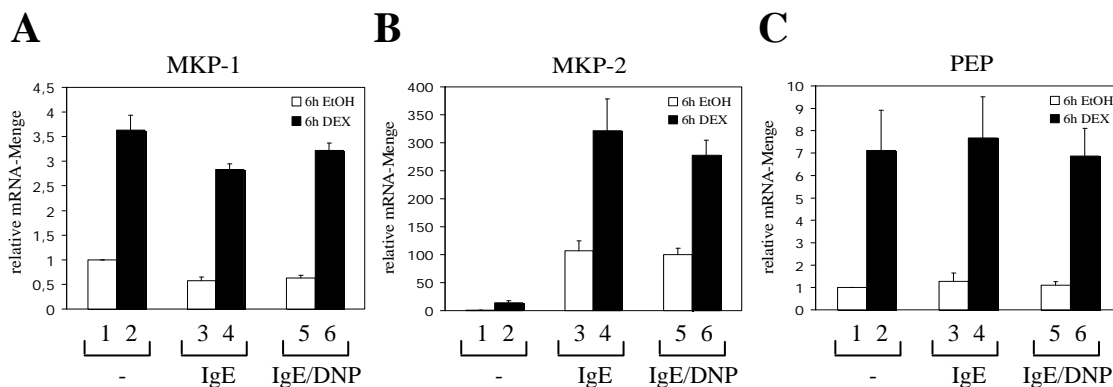 A
MKP-1
relative mRNA-Menge
4,5
4
3,5
3
2,5
2
1,5
1
0,5
0
6h EtOH
6h DEX
1 2 3 4 5 6
- IgE IgE/DNP
B
MKP-2
relative mRNA-Menge
400
350
300
250
200
150
100
50
0
6h EtOH
6h DEX
1 2 3 4 5 6
- IgE IgE/DNP
C
PEP
relative mRNA-Menge
10
9
8
7
6
5
4
3
2
1
0
6h EtOH
6h DEX
1 2 3 4 5 6
- IgE IgE/DNP